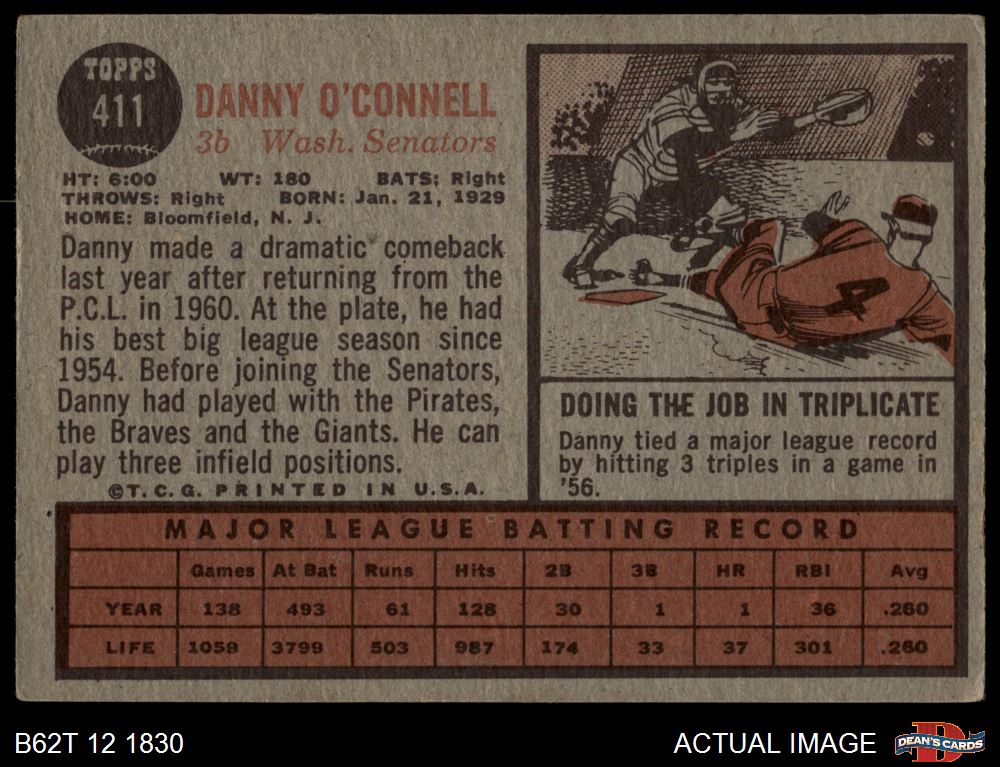 TOPPS
411
DANNY O'CONNELL
3b Wash. Senators
HT: 6:00 WT: 180 BATS: Right
THROWS: Right BORN: Jan. 21, 1929
HOME: Bloomfield, N. J.
Danny made a dramatic comeback
last year after returning from the
P.C.L. in 1960. At the plate, he had
his best big league season since
1954. Before joining the Senators,
Danny had played with the Pirates,
the Braves and the Giants. He can
play three infield positions.
©T. C. G. PRINTED IN U.S.A.
4
DOING THE JOB IN TRIPLICATE
Danny tied a major league record
by hitting 3 triples in a game in
'56.
MAJOR LEAGUE BATTING RECORD
Games At Bat Runs Hits 2B 3B HR RBI Avg
YEAR 138 493 61 128 30 1 1 36 .260
LIFE 1059 3799 503 987 174 33 37 301 .260
B62T 12 1830
ACTUAL IMAGE
D
DEAN'S CARDS